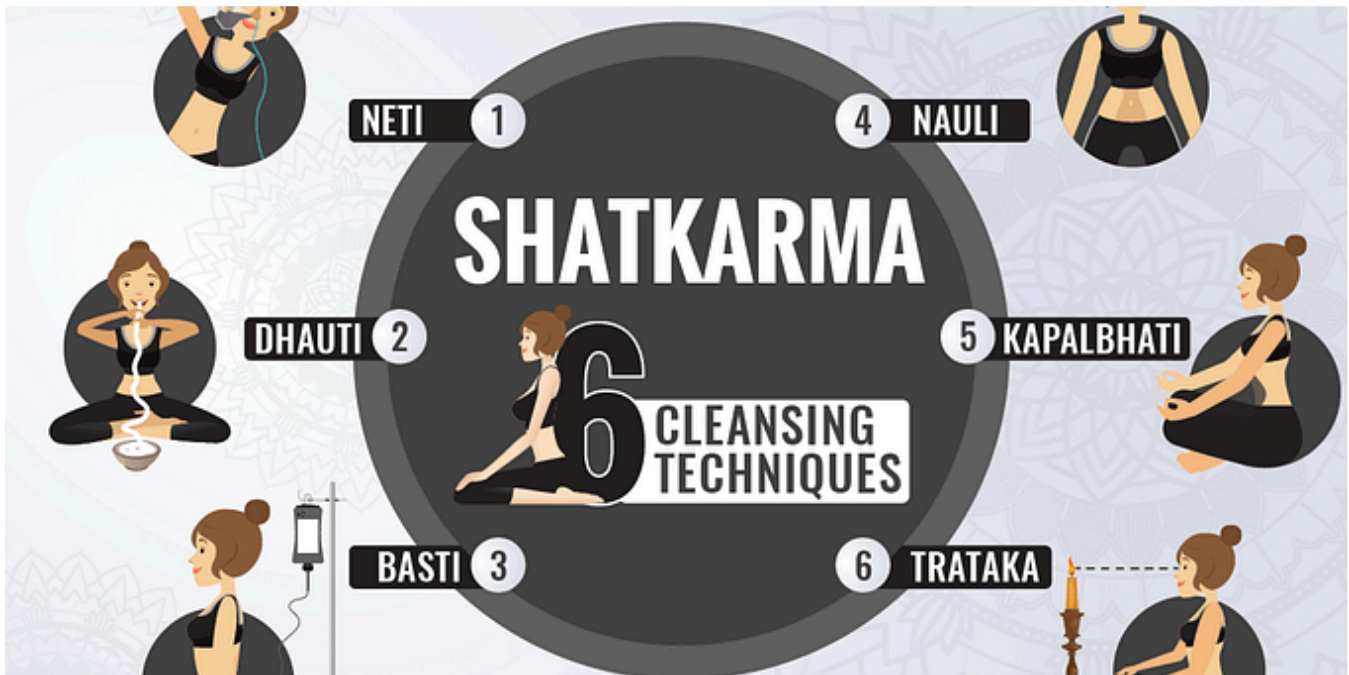 NETI 1
4 NAULI
SHATKARMA
DHAUTI 2
5 KAPALBHATI
6 CLEANSING
TECHNIQUES
BASTI 3
6 TRATAKA